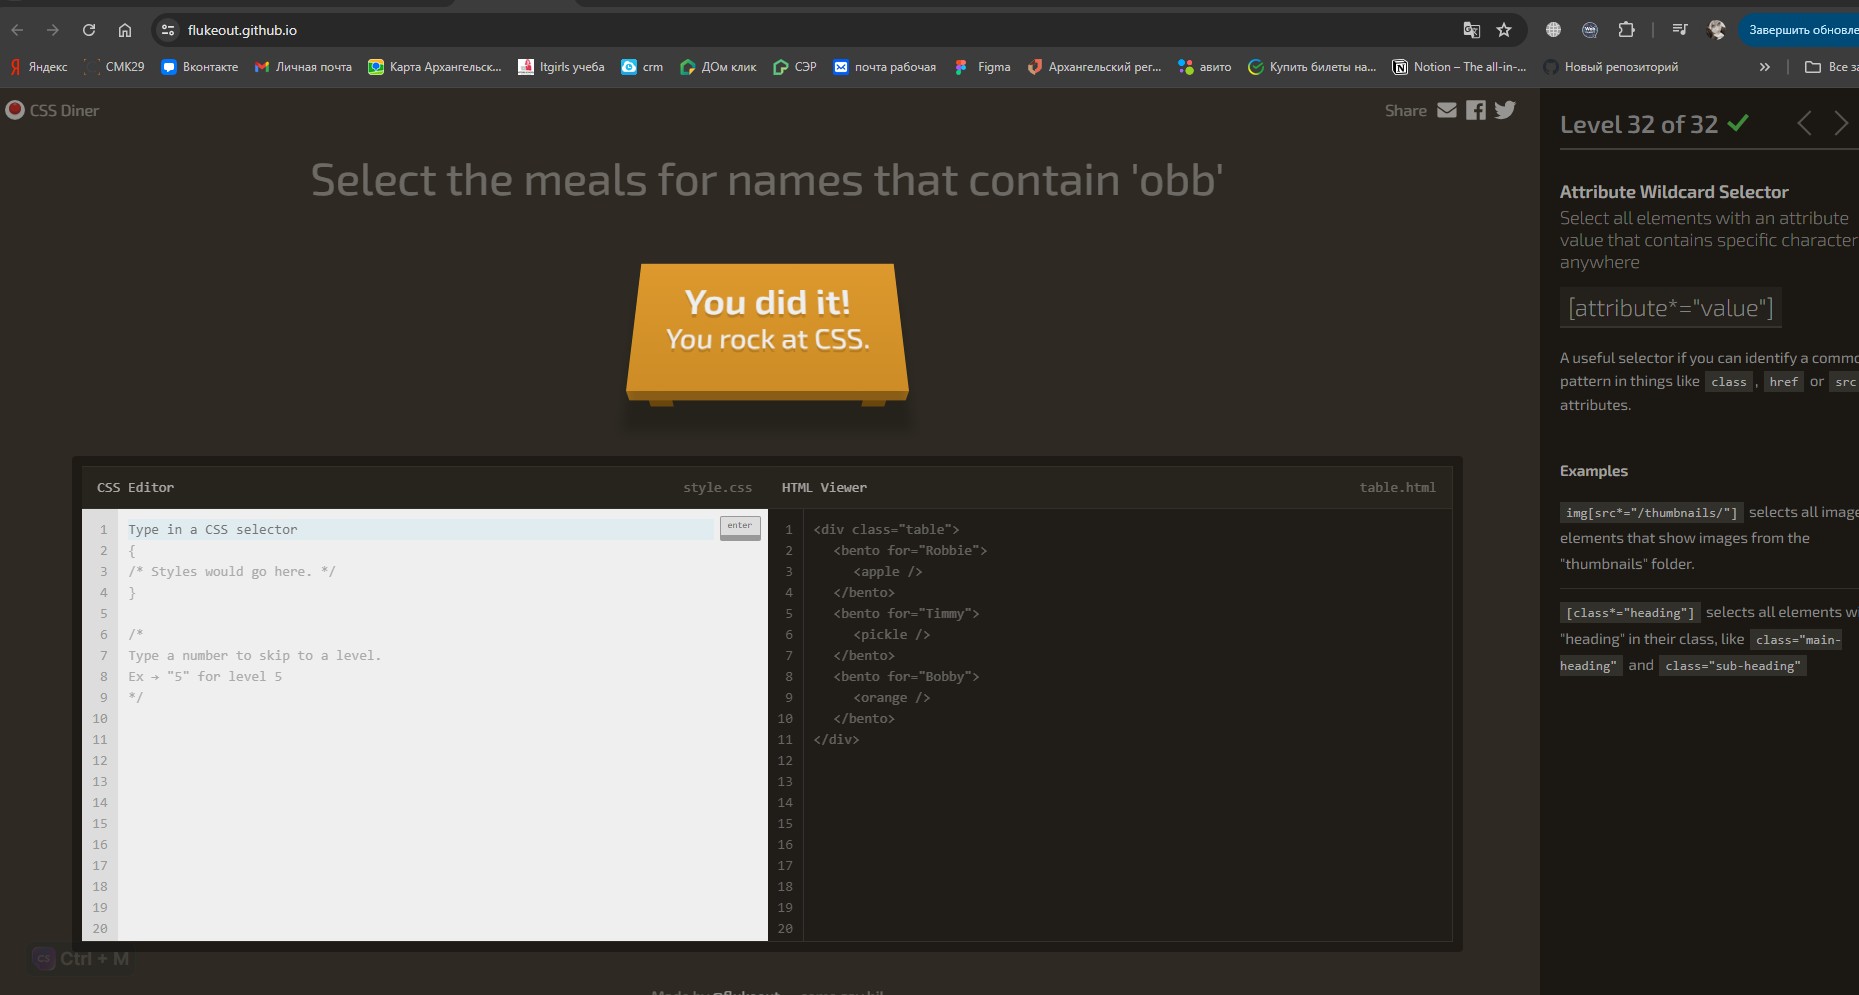 flukeout.github.io
Завершить обновле
Яндекс
СМК29
Вконтакте
Личная почта
Карта Архангельск...
Itgirls учеба
crm
ДОм клик
СЭР
почта рабочая
Figma
Архангельский рег...
авито
Купить билеты на...
Notion – The all-in-...
Новый репозиторий
»
Все за
CSS Diner
Share
Select the meals for names that contain 'obb'
You did it!
You rock at CSS.
CSS Editor
style.css
1 Type in a CSS selector
enter
2 {
3 /* Styles would go here. */
4 }
5
6 /*
7 Type a number to skip to a level.
8 Ex → "5" for level 5
9 */
10
11
12
13
14
15
16
17
18
19
20
HTML Viewer
table.html
1 <div class="table">
2 <bento for="Robbie">
3 <apple />
4 </bento>
5 <bento for="Timmy">
6 <pickle />
7 </bento>
8 <bento for="Bobby">
9 <orange />
10 </bento>
11 </div>
12
13
14
15
16
17
18
19
20
Ctrl + M
Level 32 of 32
Attribute Wildcard Selector
Select all elements with an attribute
value that contains specific character
anywhere
[attribute*="value"]
A useful selector if you can identify a commo
pattern in things like class , href or src
attributes.
Examples
img[src*="/thumbnails/"] selects all image
elements that show images from the
"thumbnails" folder.
[class*="heading"] selects all elements w
"heading" in their class, like class="main-
heading" and class="sub-heading"